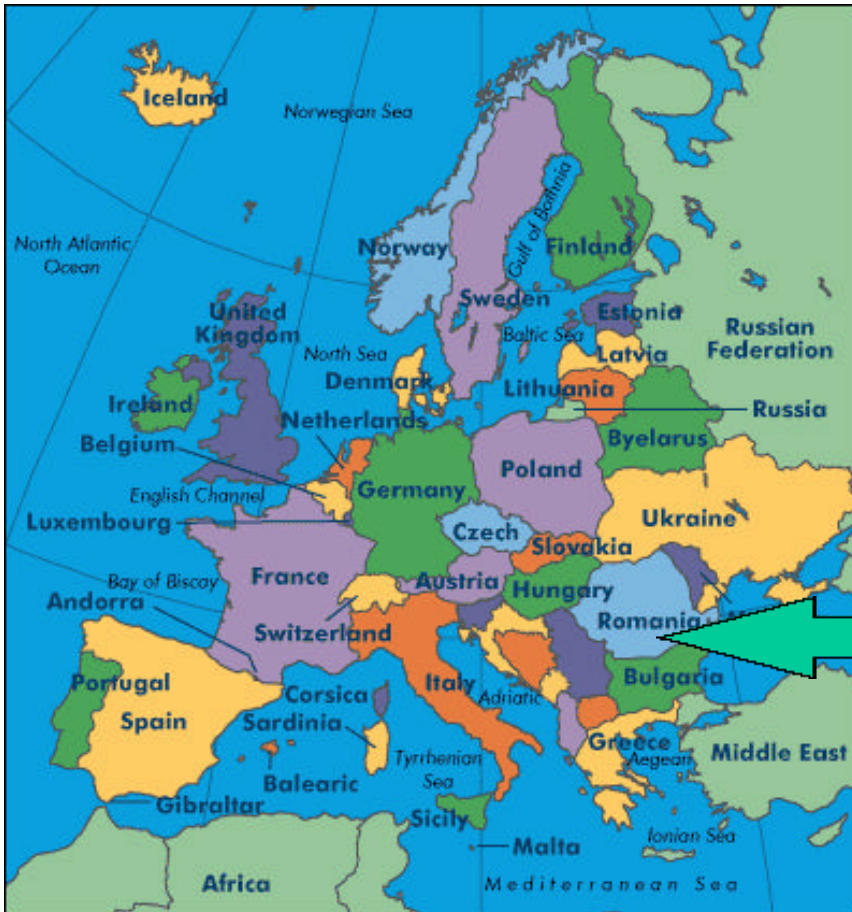 Iceland
Norwegian Sea
North Atlantic
Ocean
Norway
Gulf of Bothnia
Finland
Sweden
United
Kingdom
Estonia
Russian
Federation
North Sea
Baltic Sea
Latvia
Denmark
Lithuania
Ireland
Netherlands
Russia
Belgium
Byelarus
Poland
Germany
English Channel
Ukraine
Luxembourg
Czech
Slovakia
France
Bay of Biscay
Austria
Hungary
Andorra
Romania
Switzerland
Portugal
Italy
Bulgaria
Corsica
Adriatic
Spain
Sardinia
Greece
Tyrrhenian
Sea
Aegean
Middle East
Balearic
Gibraltar
Sicily
Ionian Sea
Malta
Africa
Mediterranean Sea